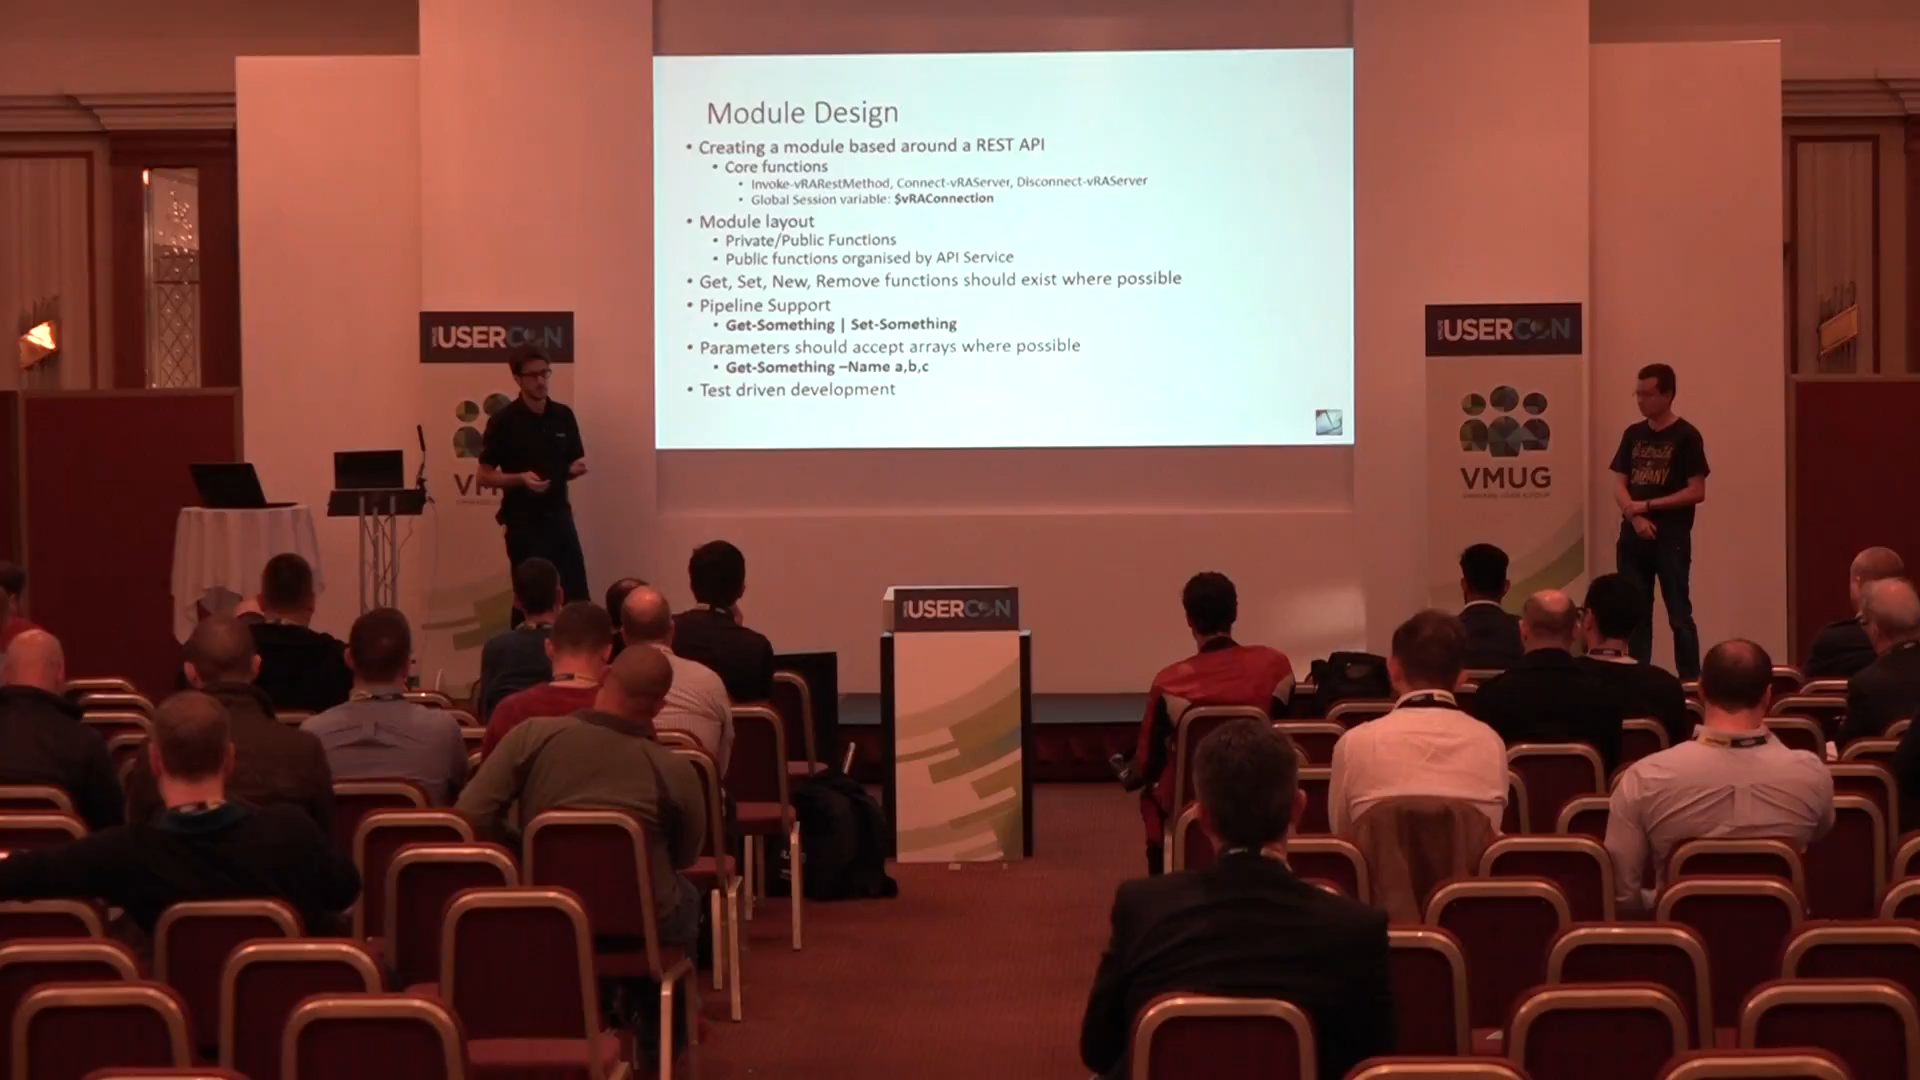 Module Design
• Creating a module based around a REST API
• Core functions
• Invoke-vRARestMethod, Connect-vRAServer, Disconnect-vRAServer
• Global Session variable: $vRAConnection
• Module layout
• Private/Public Functions
• Public functions organised by API Service
• Get, Set, New, Remove functions should exist where possible
• Pipeline Support
• Get-Something | Set-Something
• Parameters should accept arrays where possible
• Get-Something –Name a,b,c
• Test driven development
USERCON
VM
USERCON
VMUG
USERCON
COMPANY